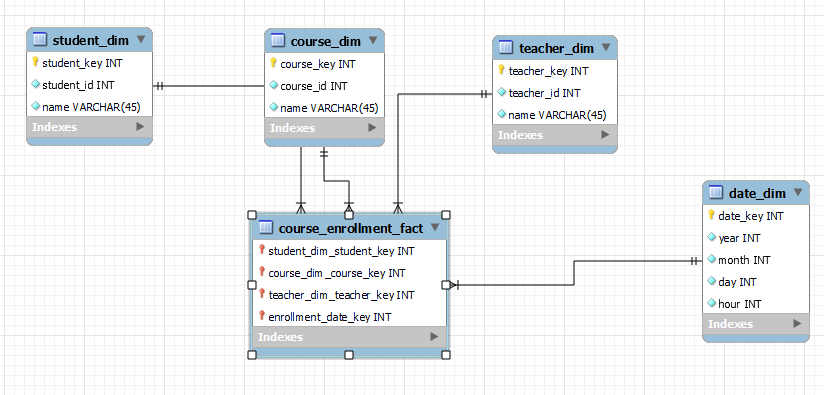 student_dim
student_key INT
student_id INT
name VARCHAR(45)
Indexes
course_dim
course_key INT
course_id INT
name VARCHAR(45)
Indexes
teacher_dim
teacher_key INT
teacher_id INT
name VARCHAR(45)
Indexes
date_dim
date_key INT
year INT
month INT
day INT
hour INT
Indexes
course_enrollment_fact
student_dim_student_key INT
course_dim_course_key INT
teacher_dim_teacher_key INT
enrollment_date_key INT
Indexes